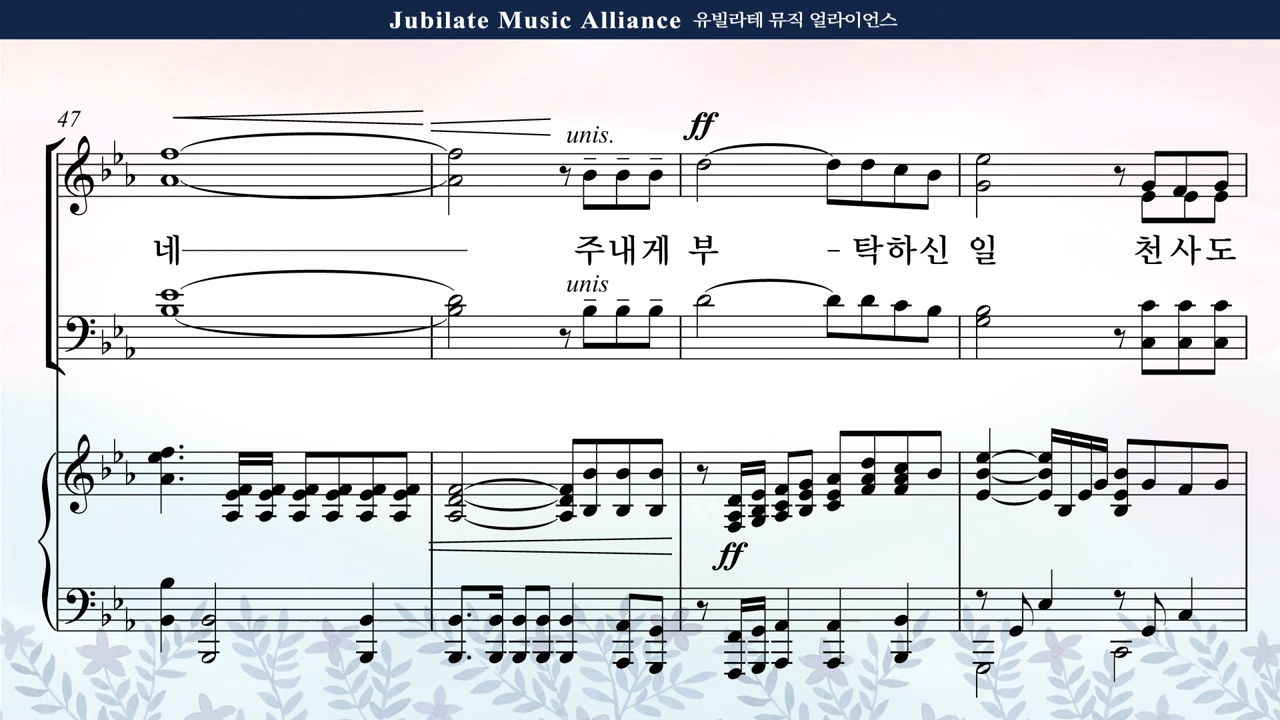 Jubilate Music Alliance 유빌라테 뮤직 얼라이언스
47
unis.
ff
네 주내게 부 - 탁하신 일 천사도
unis
ff